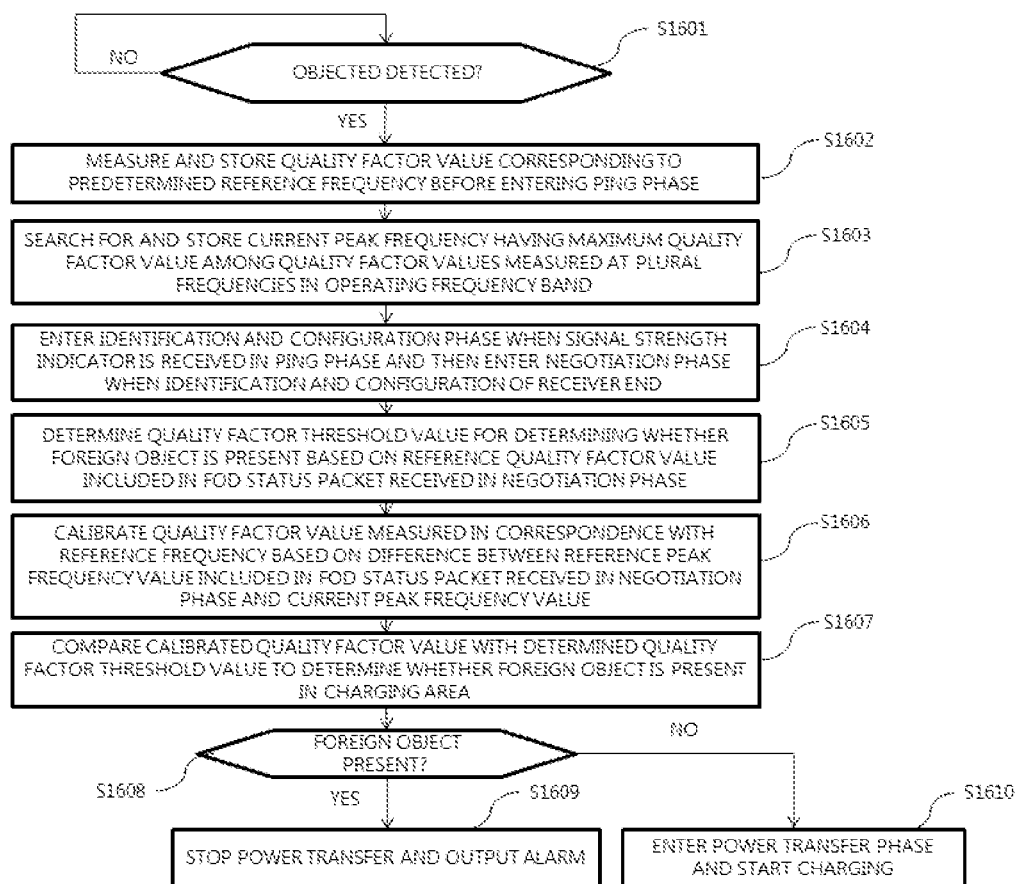 S1601
NO
OBJECTED DETECTED?
YES
S1602
MEASURE AND STORE QUALITY FACTOR VALUE CORRESPONDING TO
PREDETERMINED REFERENCE FREQUENCY BEFORE ENTERING PING PHASE
S1603
SEARCH FOR AND STORE CURRENT PEAK FREQUENCY HAVING MAXIMUM QUALITY
FACTOR VALUE AMONG QUALITY FACTOR VALUES MEASURED AT PLURAL
FREQUENCIES IN OPERATING FREQUENCY BAND
S1604
ENTER IDENTIFICATION AND CONFIGURATION PHASE WHEN SIGNAL STRENGTH
INDICATOR IS RECEIVED IN PING PHASE AND THEN ENTER NEGOTIATION PHASE
WHEN IDENTIFICATION AND CONFIGURATION OF RECEIVER END
S1605
DETERMINE QUALITY FACTOR THRESHOLD VALUE FOR DETERMINING WHETHER
FOREIGN OBJECT IS PRESENT BASED ON REFERENCE QUALITY FACTOR VALUE
INCLUDED IN FOD STATUS PACKET RECEIVED IN NEGOTIATION PHASE
S1606
CALIBRATE QUALITY FACTOR VALUE MEASURED IN CORRESPONDENCE WITH
REFERENCE FREQUENCY BASED ON DIFFERENCE BETWEEN REFERENCE PEAK
FREQUENCY VALUE INCLUDED IN FOD STATUS PACKET RECEIVED IN NEGOTIATION
PHASE AND CURRENT PEAK FREQUENCY VALUE
S1607
COMPARE CALIBRATED QUALITY FACTOR VALUE WITH DETERMINED QUALITY
FACTOR THRESHOLD VALUE TO DETERMINE WHETHER FOREIGN OBJECT IS PRESENT
IN CHARGING AREA
FOREIGN OBJECT
PRESENT?
NO
S1608
YES
S1609
S1610
STOP POWER TRANSFER AND OUTPUT ALARM
ENTER POWER TRANSFER PHASE
AND START CHARGING